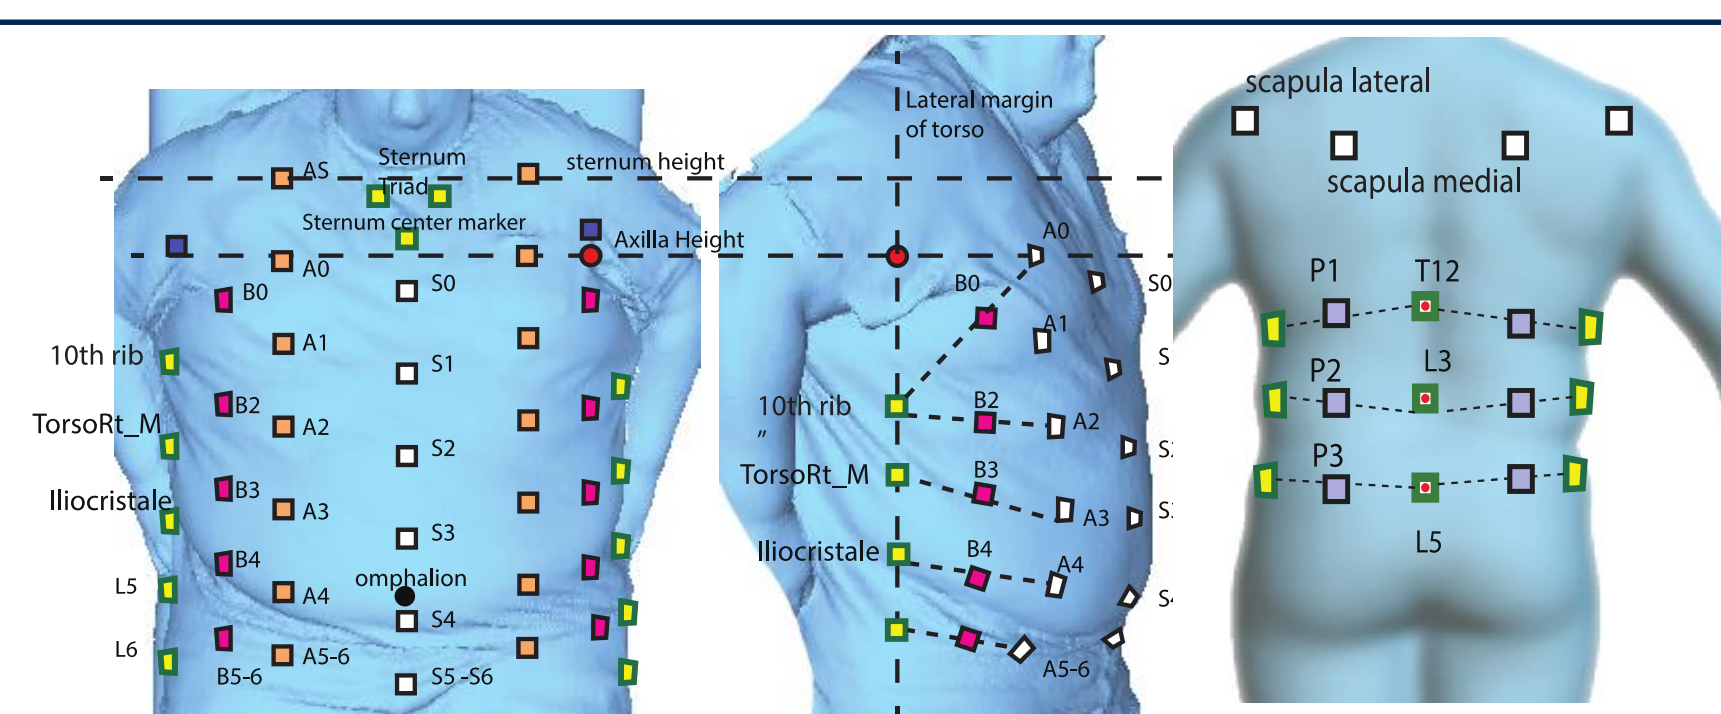 AS
Sternum
Triad
sternum height
Sternum center marker
Axilla Height
A0
S0
B0
A1
10th rib
S1
B2
TorsoRt_M
A2
S2
B3
Iliocristale
A3
S3
B4
omphalion
L5
A4
S4
L6
A5-6
B5-6
S5 -S6
Lateral margin
of torso
A0
B0
S0
A1
S
10th rib
”
B2
A2
S
TorsoRt_M
B3
A3
S
Iliocristale
B4
A4
S
A5-6
scapula lateral
scapula medial
P1
T12
P2
L3
P3
L5